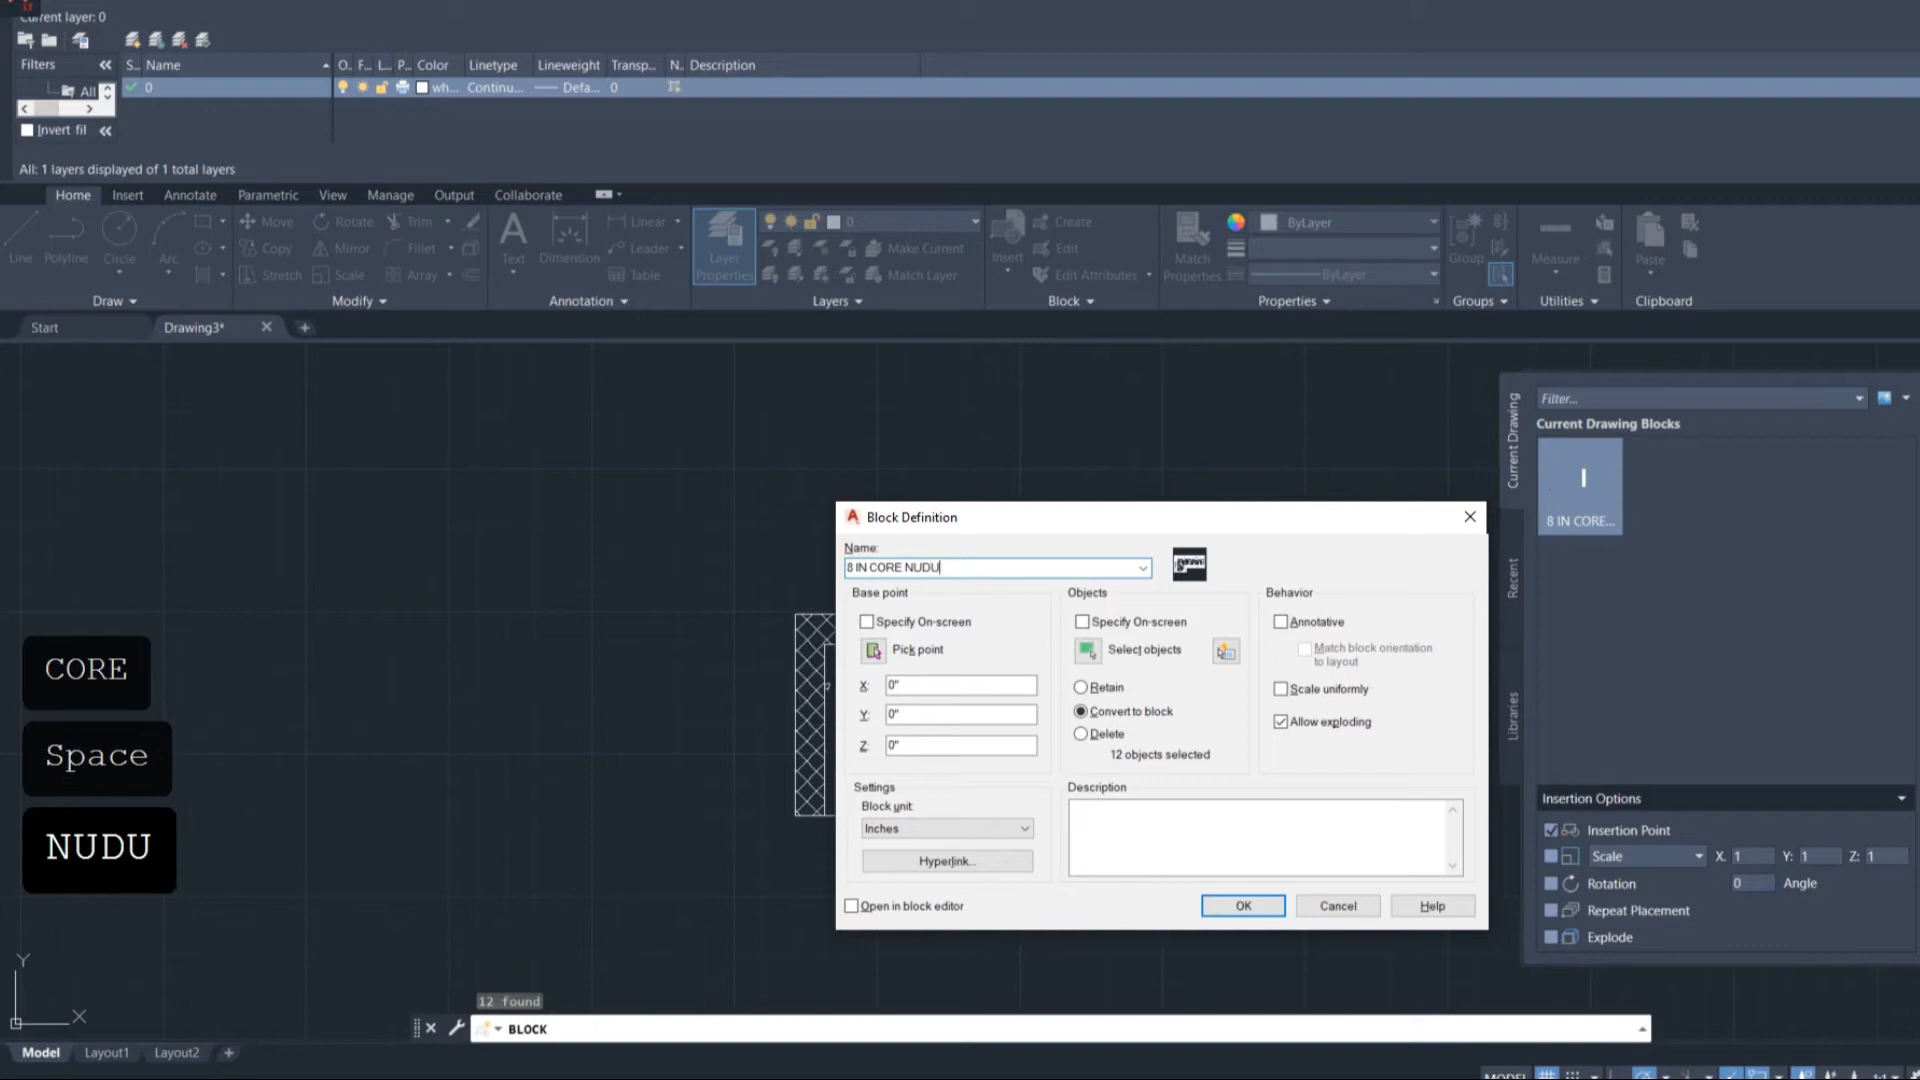 Current layer: 0
Filters
S.. Name
O. F... L... P... Color Linetype Lineweight Transp... N. Description
All
0 wh... Continu... Defa... 0
Invert fil
All: 1 layers displayed of 1 total layers
Home Insert Annotate Parametric View Manage Output Collaborate
Line Polyline Circle Arc
Move Rotate Trim
Copy Mirror Fillet
Stretch Scale Array
Text Dimension
Linear
Leader
Table
Layer Properties
0
Make Current
Match Layer
Insert
Create
Edit
Edit Attributes
Match Properties
ByLayer
ByLayer
Group
Measure
Paste
Draw Modify Annotation Layers Block Properties Groups Utilities Clipboard
Start Drawing3*
Current Drawing
Recent
Libraries
Filter...
Current Drawing Blocks
8 IN CORE...
Block Definition
Name:
8 IN CORE NUDU
Base point
Specify On-screen
Pick point
X: 0"
Y: 0"
Z: 0"
Objects
Specify On-screen
Select objects
Retain
Convert to block
Delete
12 objects selected
Behavior
Annotative
Match block orientation
to layout
Scale uniformly
Allow exploding
Settings
Block unit:
Inches
Hyperlink...
Description
Open in block editor
OK Cancel Help
Insertion Options
Insertion Point
Scale X. 1 Y: 1 Z: 1
Rotation 0 Angle
Repeat Placement
Explode
CORE
Space
NUDU
Y
X
12 found
BLOCK
Model Layout1 Layout2
MODEL